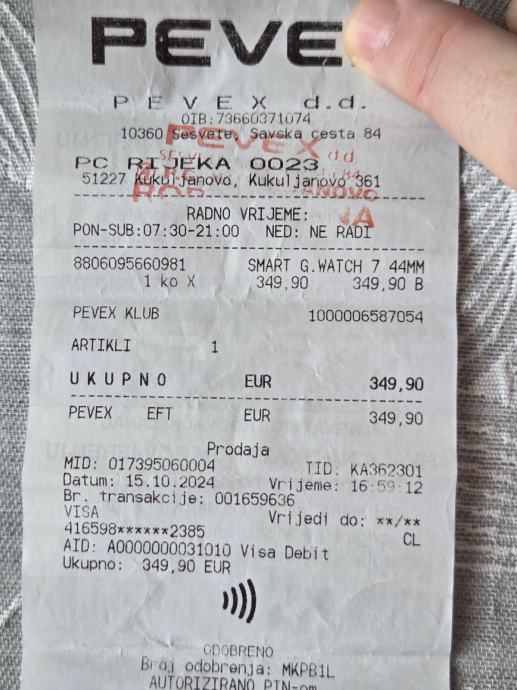 PEVE
PEVEX d.d.
OIB:73660371074
10360 Sesvete, Savska cesta 84
PEVEX d.d.
PC RIJEKA 0023
51227 Kukuljanovo, Kukuljanovo 361
RADNO VRIJEME:
PON-SUB:07:30-21:00 NED: NE RADI
8806095660981 SMART G.WATCH 7 44MM
1 ko X 349,90 349,90 B
PEVEX KLUB 1000006587054
ARTIKLI 1
UKUPNO EUR 349,90
PEVEX EFT EUR 349,90
Prodaja
MID: 017395060004 TID: KA362301
Datum: 15.10.2024 Vrijeme: 16:59:12
Br. transakcije: 001659636
VISA Vrijedi do: **/**
416598******2385 CL
AID: A0000000031010 Visa Debit
Ukupno: 349,90 EUR
ODOBRENO
Broj odobrenja: MKPB1L
AUTORIZIRANO PIN-om